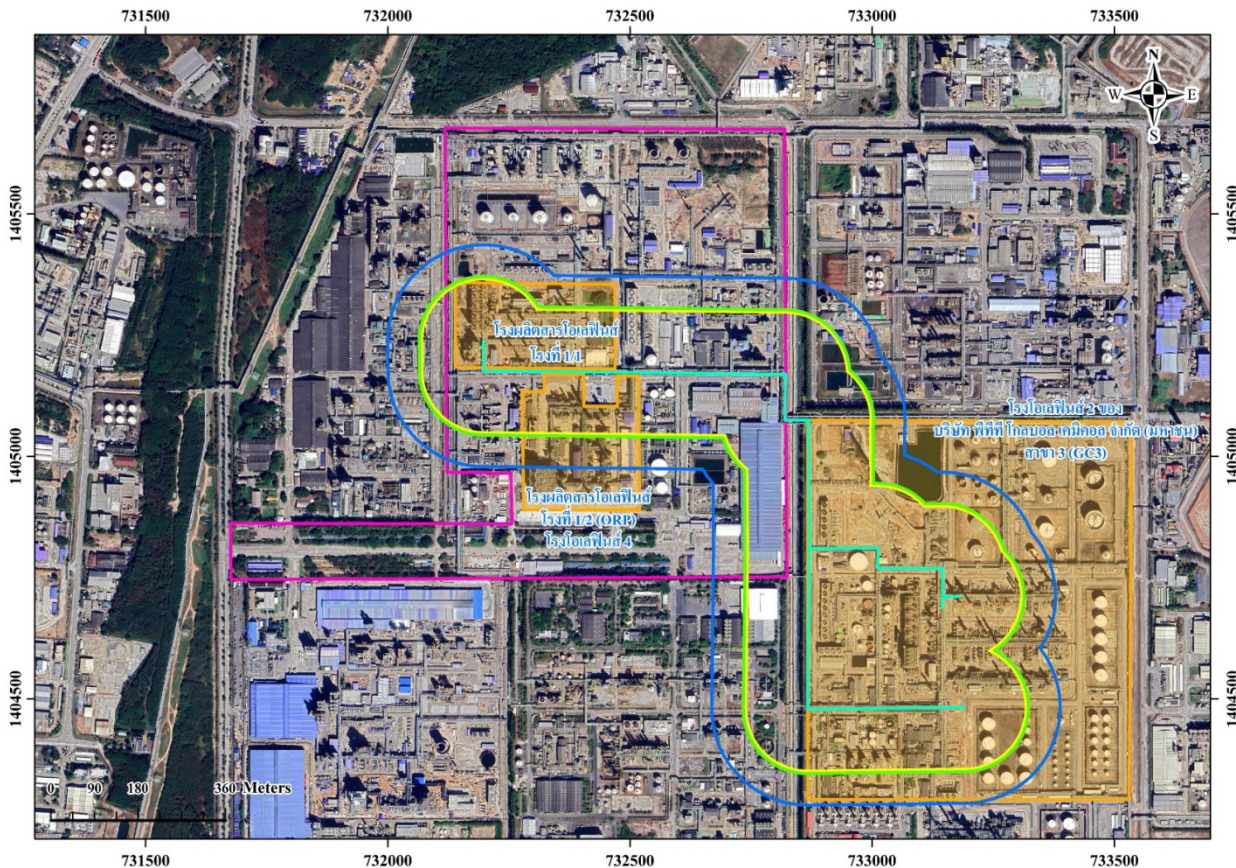 731500 732000 732500 733000 733500
N
W E
S
1405500 1405500
โรงผลิตสารโอเลฟินส์
โรงที่ 1/1
โรงโอเลฟินส์ 2 ของ
บริษัท พีทีที โกลบอล เคมิคอล จำกัด (มหาชน)
สาขา 3 (GC3)
1405000 1405000
โรงผลิตสารโอเลฟินส์
โรงที่ 1/2 (ORP)
โรงโอเลฟินส์ 4
1404500 1404500
0 90 180 360 Meters
731500 732000 732500 733000 733500